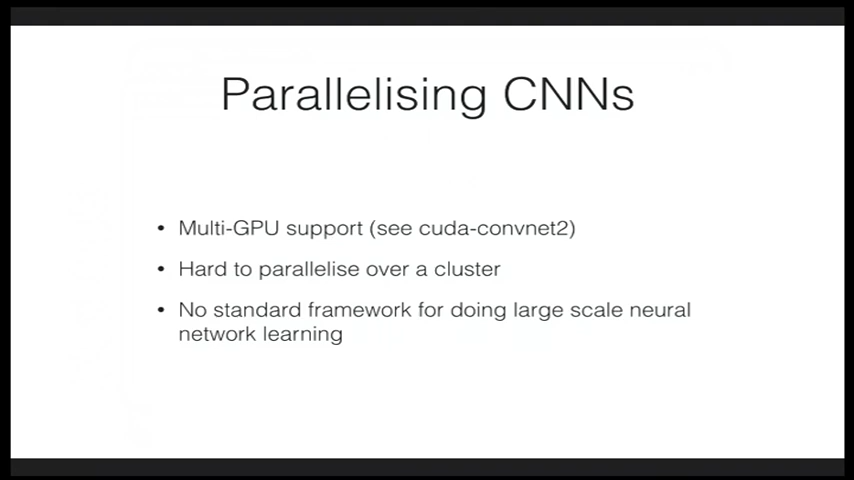 Parallelising CNNs
• Multi-GPU support (see cuda-convnet2)
• Hard to parallelise over a cluster
• No standard framework for doing large scale neural
network learning